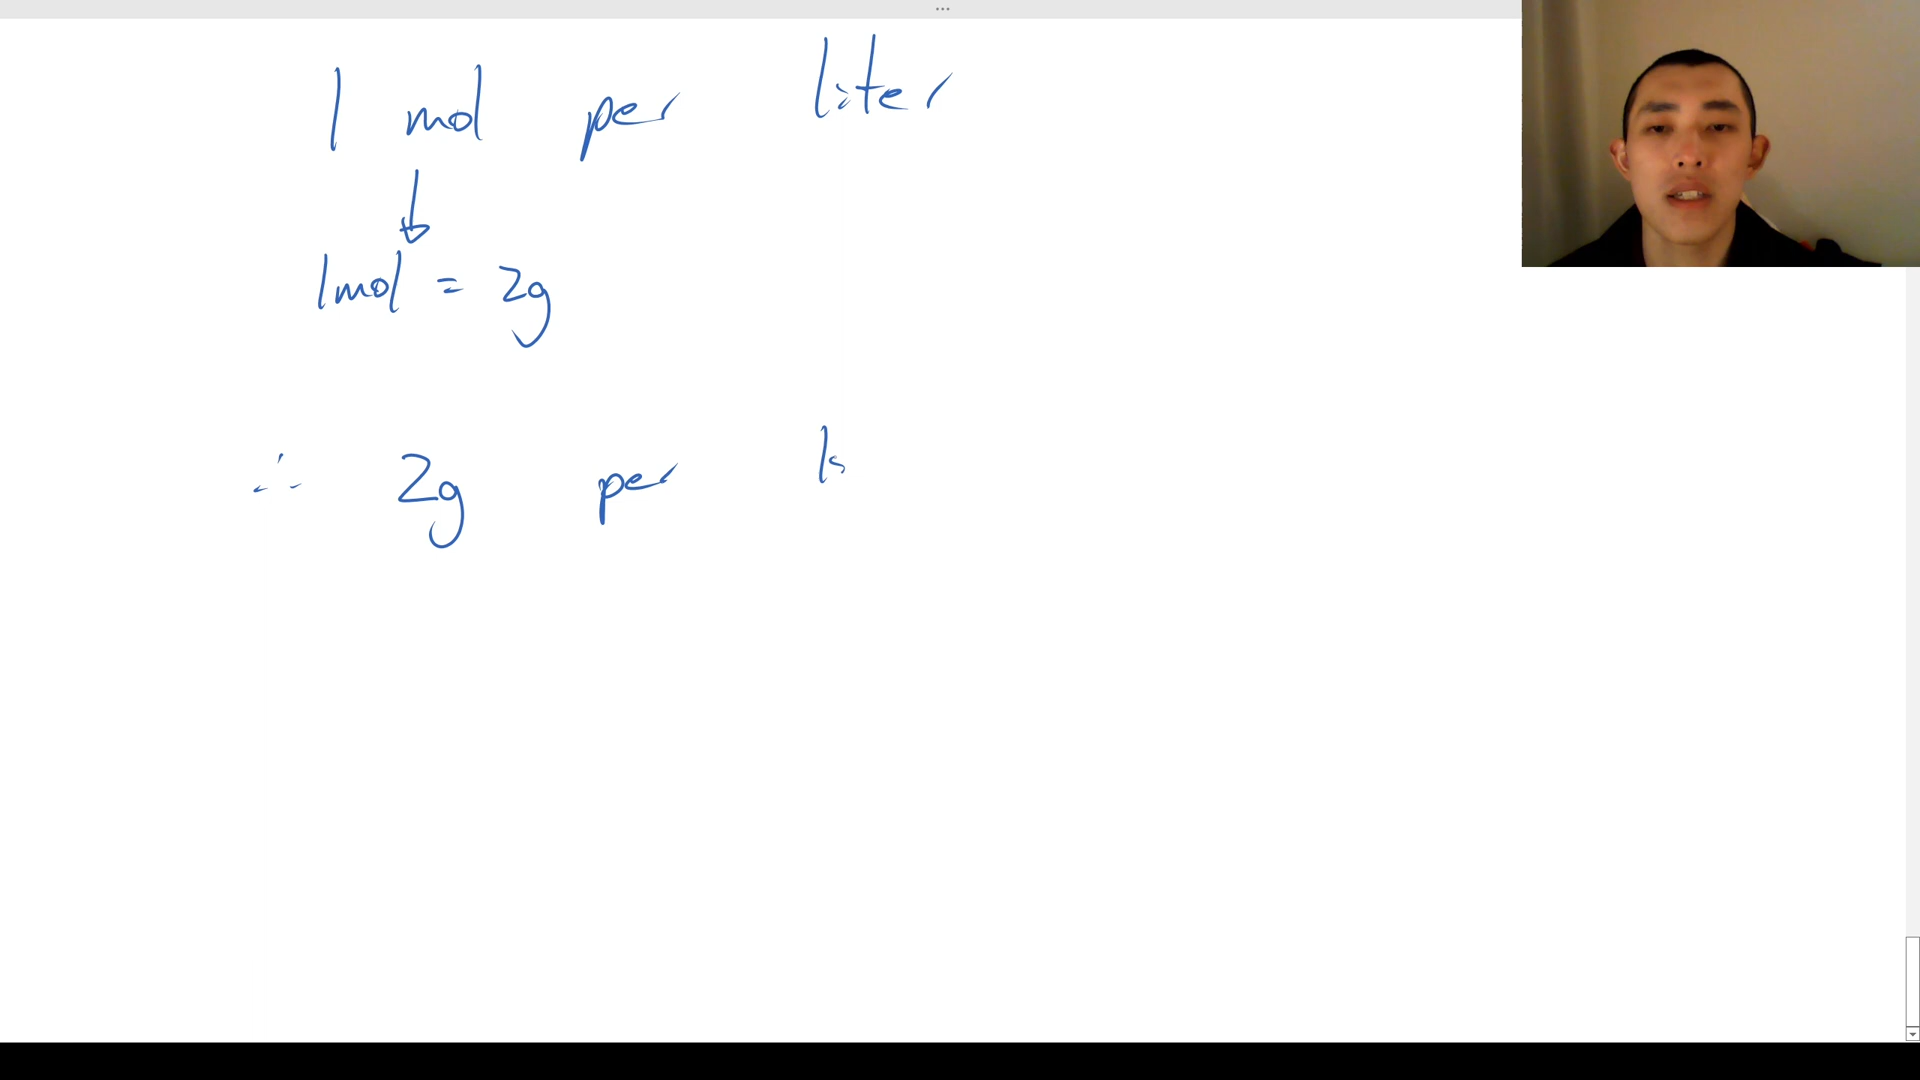 1 mol per liter
1mol = 2g
∴ 2g per